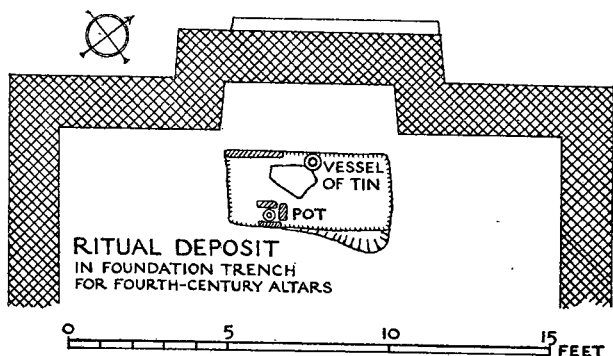 VESSEL
OF TIN
POT
RITUAL DEPOSIT
IN FOUNDATION TRENCH
FOR FOURTH-CENTURY ALTARS
0 5 10 15 FEET